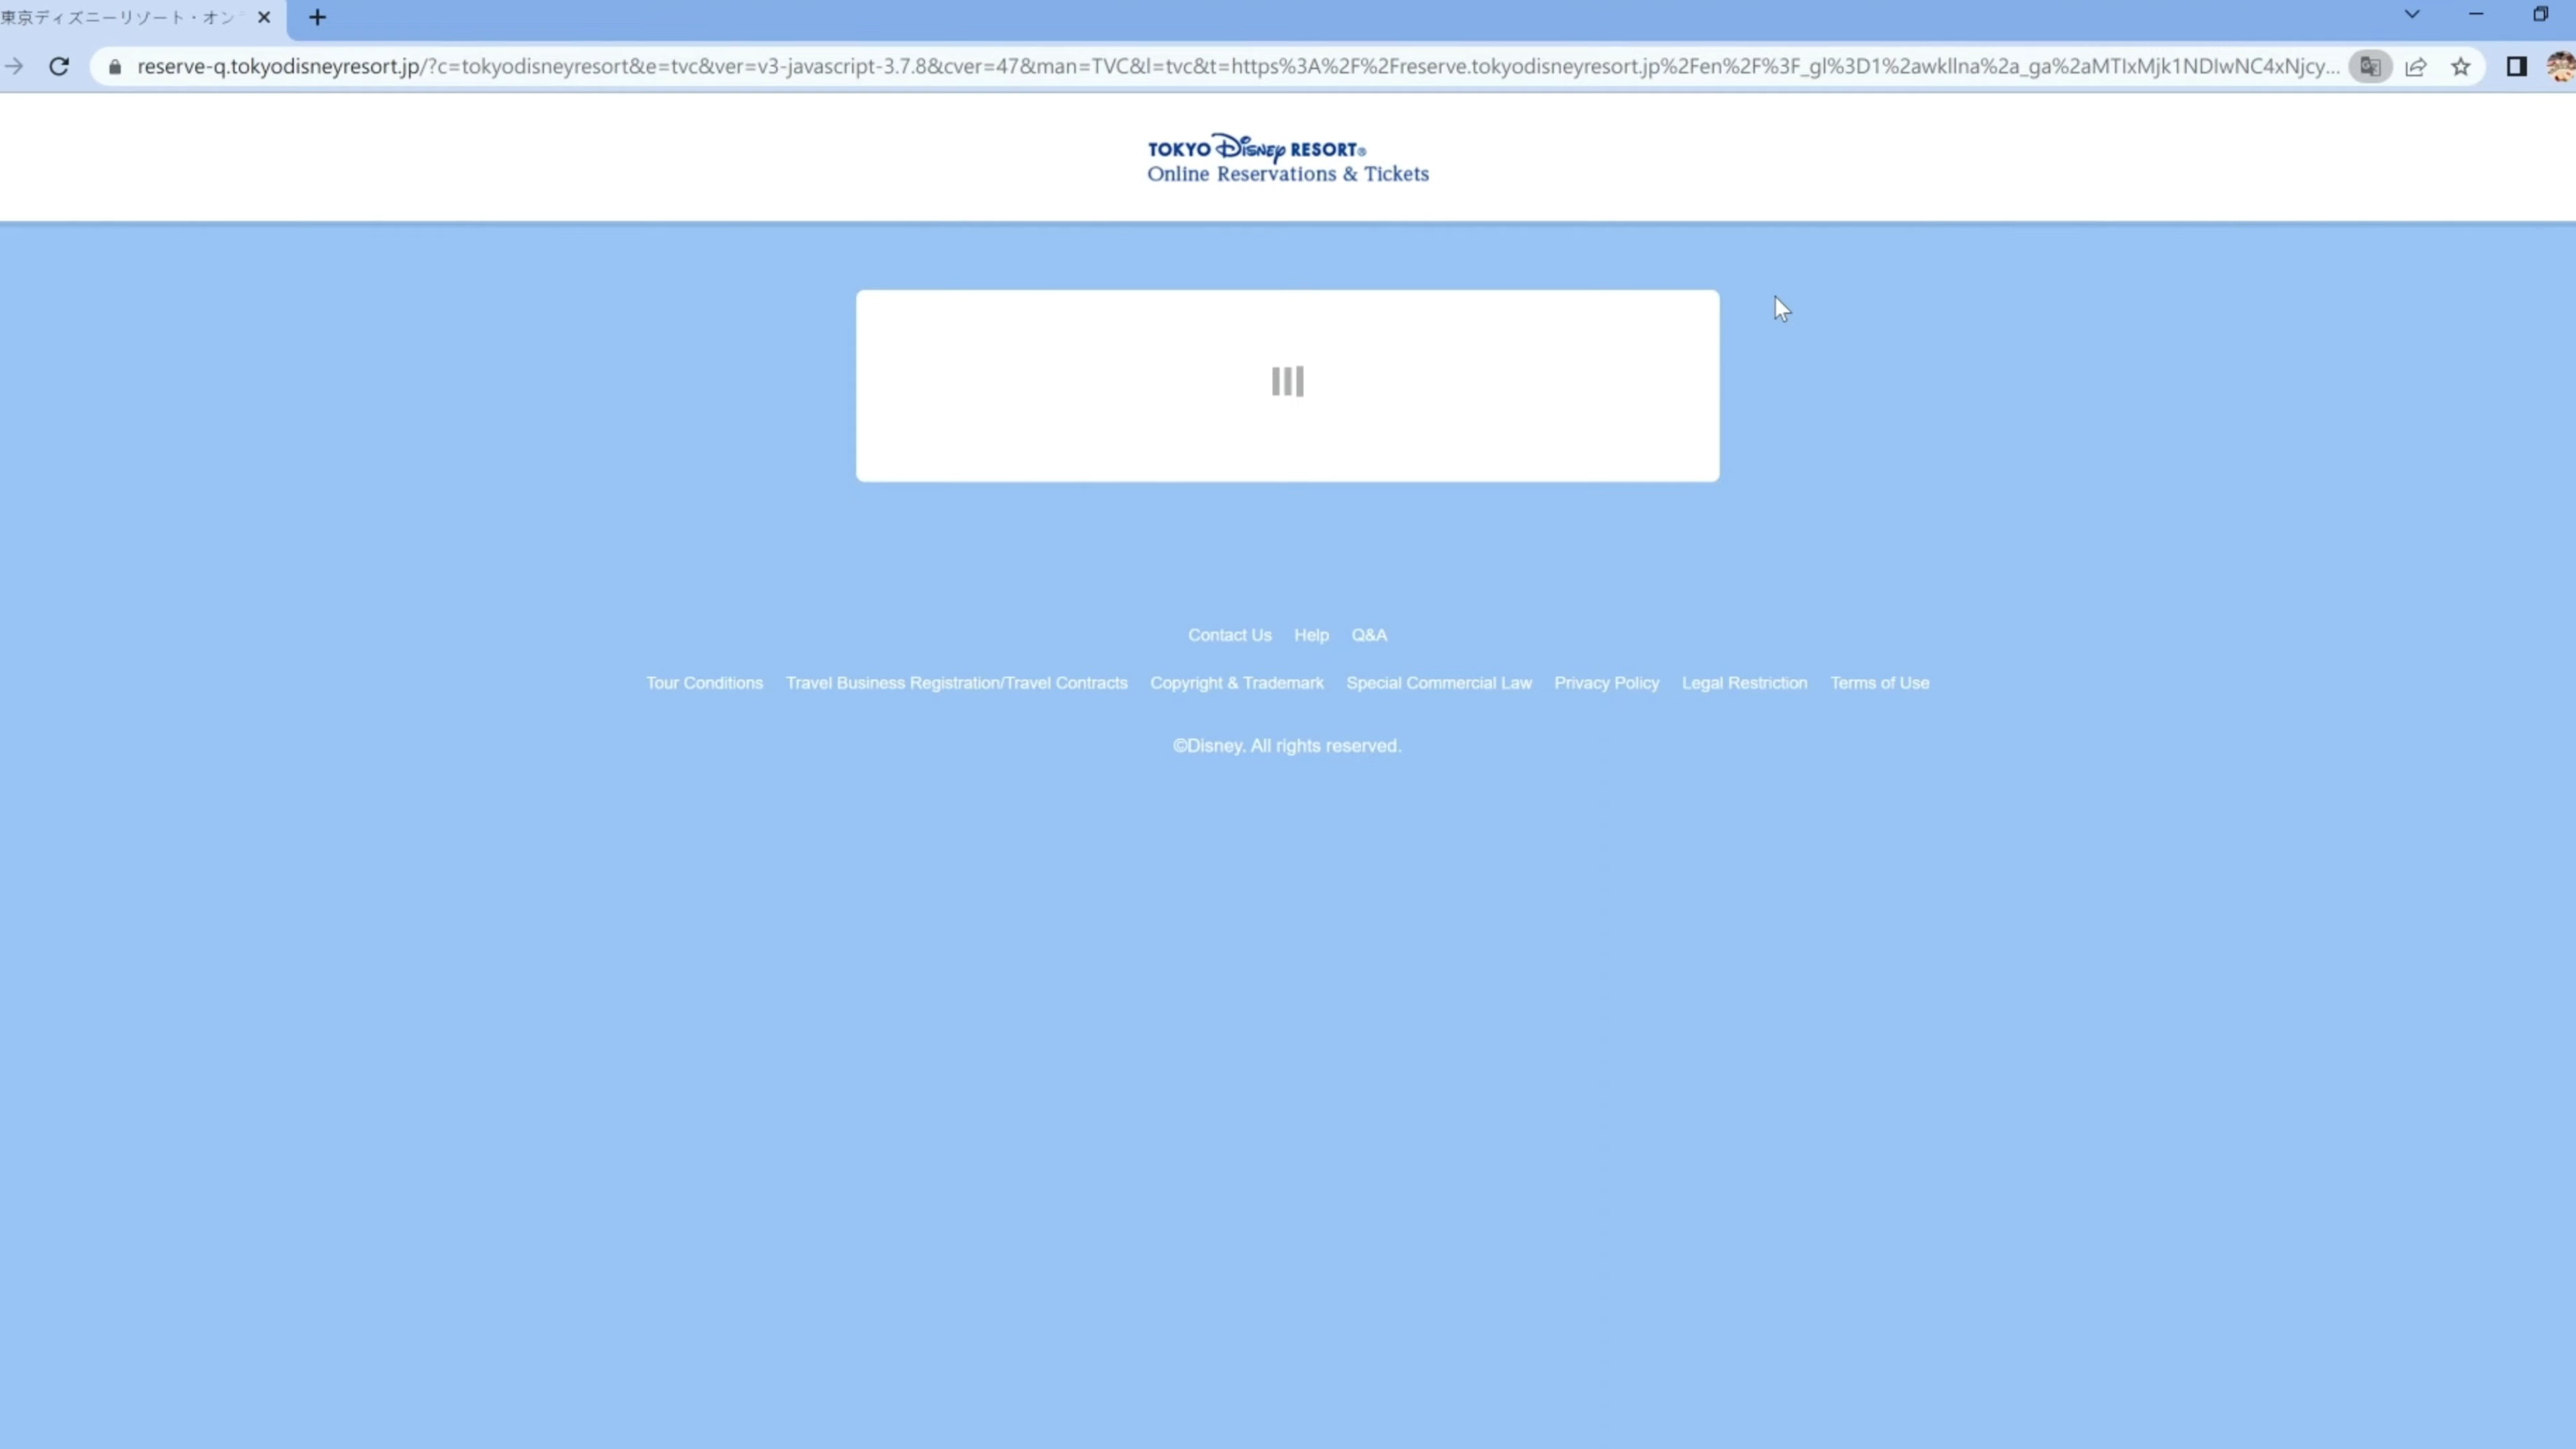 東京ディズニーリゾート・オン
reserve-q.tokyodisneyresort.jp/?c=tokyodisneyresort&e=tvc&ver=v3-javascript-3.7.8&cver=47&man=TVC&l=tvc&t=https%3A%2F%2Freserve.tokyodisneyresort.jp%2Fen%2F%3F_gl%3D1%2awkllna%2a_ga%2aMTIxMjk1NDIwNC4xNjcy...
TOKYO Disney RESORT®
Online Reservations & Tickets
Contact Us Help Q&A
Tour Conditions Travel Business Registration/Travel Contracts Copyright & Trademark Special Commercial Law Privacy Policy Legal Restriction Terms of Use
©Disney. All rights reserved.